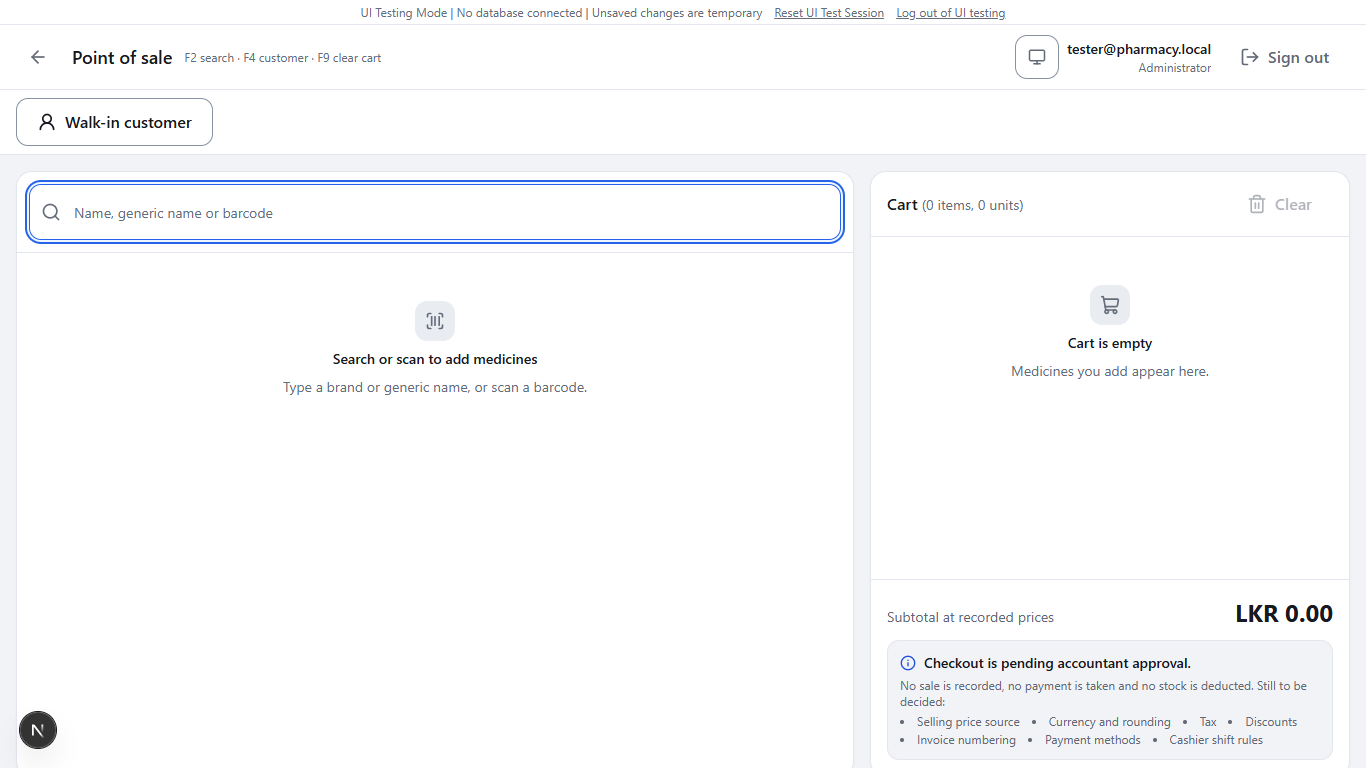 UI Testing Mode | No database connected | Unsaved changes are temporary Reset UI Test Session Log out of UI testing
Point of sale F2 search · F4 customer · F9 clear cart
tester@pharmacy.local
Administrator
Sign out
Walk-in customer
Name, generic name or barcode
Search or scan to add medicines
Type a brand or generic name, or scan a barcode.
Cart (0 items, 0 units) Clear
Cart is empty
Medicines you add appear here.
Subtotal at recorded prices LKR 0.00
Checkout is pending accountant approval.
No sale is recorded, no payment is taken and no stock is deducted. Still to be
decided:
• Selling price source • Currency and rounding • Tax • Discounts
• Invoice numbering • Payment methods • Cashier shift rules
N